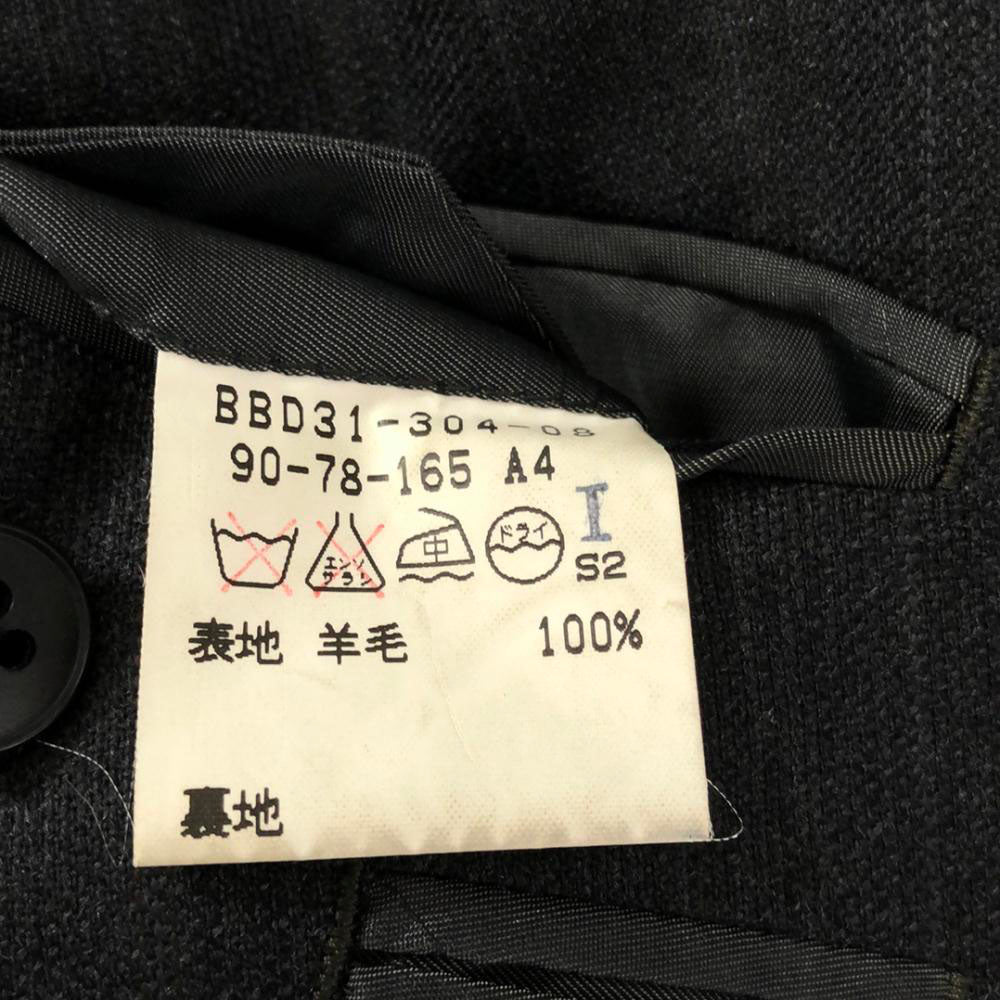 BBD31-304-08
90-78-165 A4
エンソ サラシ 中 ドライ I
S2
表地 羊毛 100%
裏地